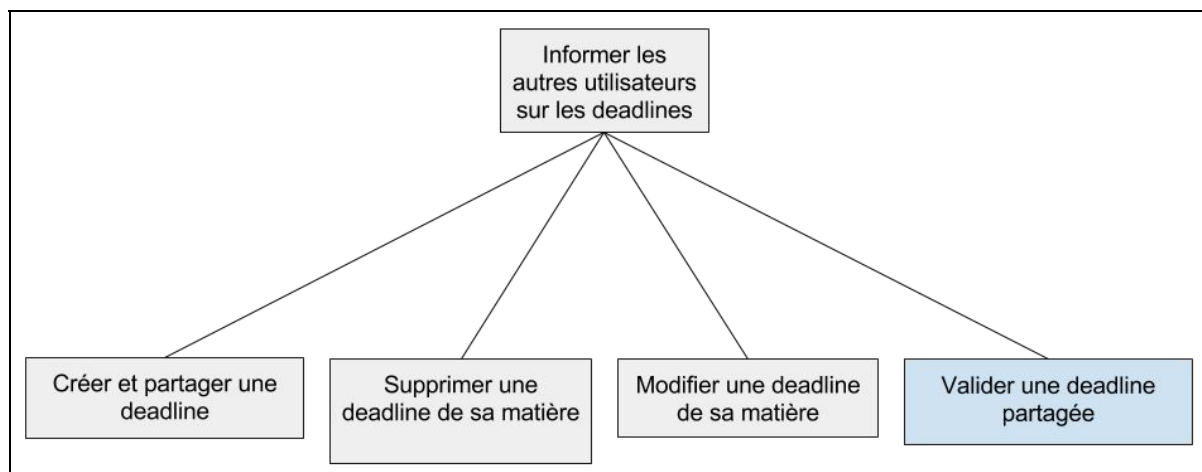 Informer les
autres utilisateurs
sur les deadlines
Créer et partager une
deadline
Supprimer une
deadline de sa matière
Modifier une deadline
de sa matière
Valider une deadline
partagée